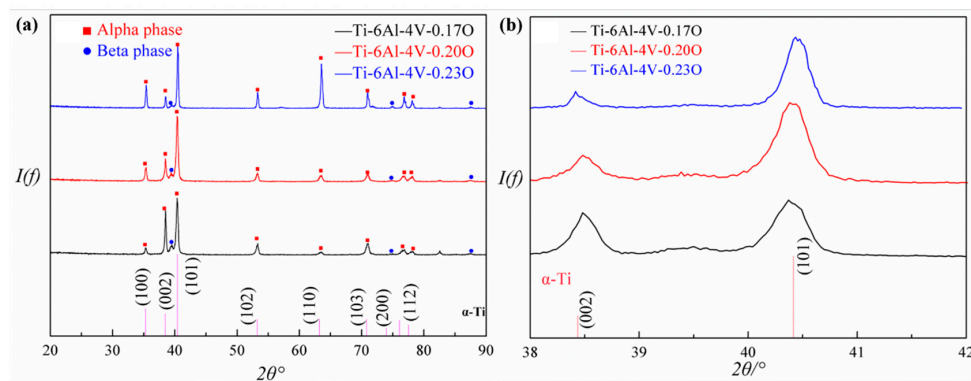 (a)
Alpha phase
Beta phase
Ti-6Al-4V-0.17O
Ti-6Al-4V-0.20O
Ti-6Al-4V-0.23O
I(f)
(100)
(002)
(101)
(102)
(110)
(103)
(200)
(112)
α-Ti
20 30 40 50 60 70 80 90
2θ°
(b)
Ti-6Al-4V-0.17O
Ti-6Al-4V-0.20O
Ti-6Al-4V-0.23O
I(f)
α-Ti
(002)
(101)
38 39 40 41 42
2θ/°